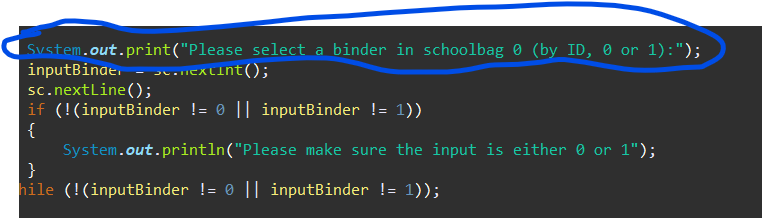 System.out.print("Please select a binder in schoolbag 0 (by ID, 0 or 1):");
inputBinder = sc.nextInt();
sc.nextLine();
if (!(inputBinder != 0 || inputBinder != 1))
{
System.out.println("Please make sure the input is either 0 or 1");
}
hile (!(inputBinder != 0 || inputBinder != 1));